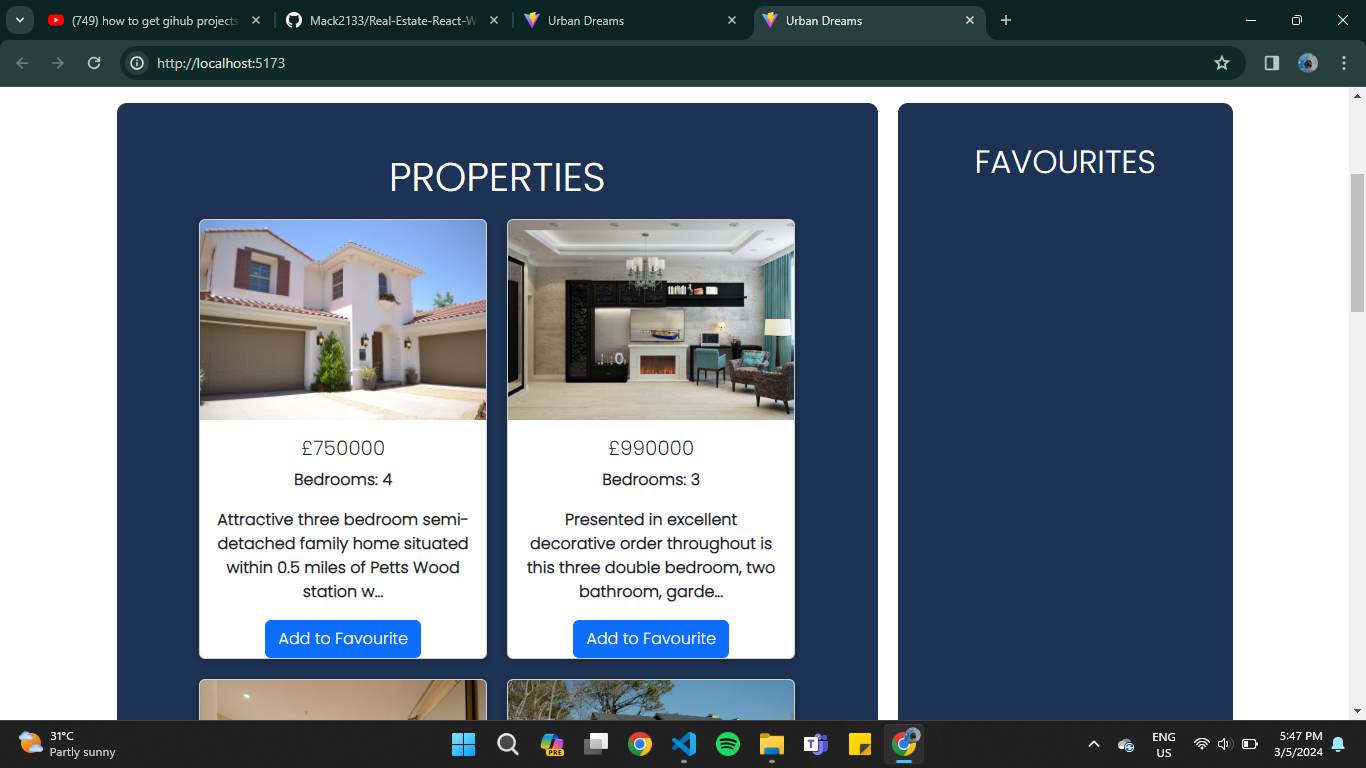 (749) how to get gihub projects
Mack2133/Real-Estate-React-W
Urban Dreams
Urban Dreams
http://localhost:5173
PROPERTIES
FAVOURITES
£750000
Bedrooms: 4
Attractive three bedroom semi-
detached family home situated
within 0.5 miles of Petts Wood
station w...
Add to Favourite
£990000
Bedrooms: 3
Presented in excellent
decorative order throughout is
this three double bedroom, two
bathroom, garde...
Add to Favourite
31°C
Partly sunny
PRE
ENG
US
5:47 PM
3/5/2024